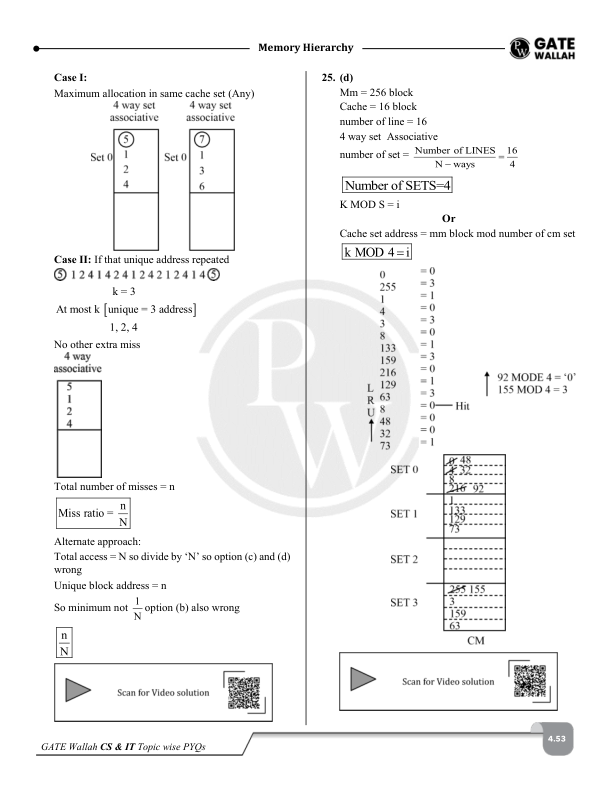 Memory Hierarchy
GATE
WALLAH
Case I:
Maximum allocation in same cache set (Any)
4 way set
associative
4 way set
associative
Set 0
5
1
2
4
Set 0
7
1
3
6
Case II: If that unique address repeated
5 1 2 4 1 4 2 4 1 2 4 2 1 2 4 1 4 5
k = 3
At most k [unique = 3 address]
1, 2, 4
No other extra miss
4 way
associative
5
1
2
4
Total number of misses = n
Miss ratio = n/N
Alternate approach:
Total access = N so divide by ‘N’ so option (c) and (d)
wrong
Unique block address = n
So minimum not 1/N option (b) also wrong
n/N
Scan for Video solution
25. (d)
Mm = 256 block
Cache = 16 block
number of line = 16
4 way set Associative
number of set = Number of LINES / N − ways = 16/4
Number of SETS=4
K MOD S = i
Or
Cache set address = mm block mod number of cm set
k MOD 4 = i
0 = 0
255 = 3
1 = 1
4 = 0
3 = 3
8 = 0
133 = 1
159 = 3
216 = 0
L 129 = 1
R 63 = 3
U 8 = 0 Hit
48 = 0
32 = 0
73 = 1
92 MODE 4 = ‘0’
155 MOD 4 = 3
SET 0
0 48
4 32
8
216 92
SET 1
1
133
129
73
SET 2
SET 3
255 155
3
159
63
CM
Scan for Video solution
GATE Wallah CS & IT Topic wise PYQs
4.53